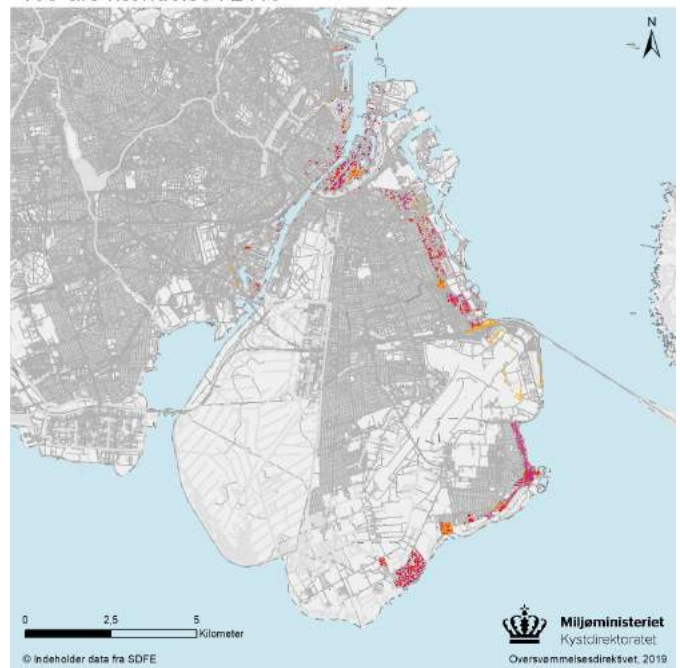 N
0 2,5 5
Kilometer
Miljøministeriet
Kystdirektoratet
© Indeholder data fra SDFE
Oversvømmelsesdirektivet, 2019